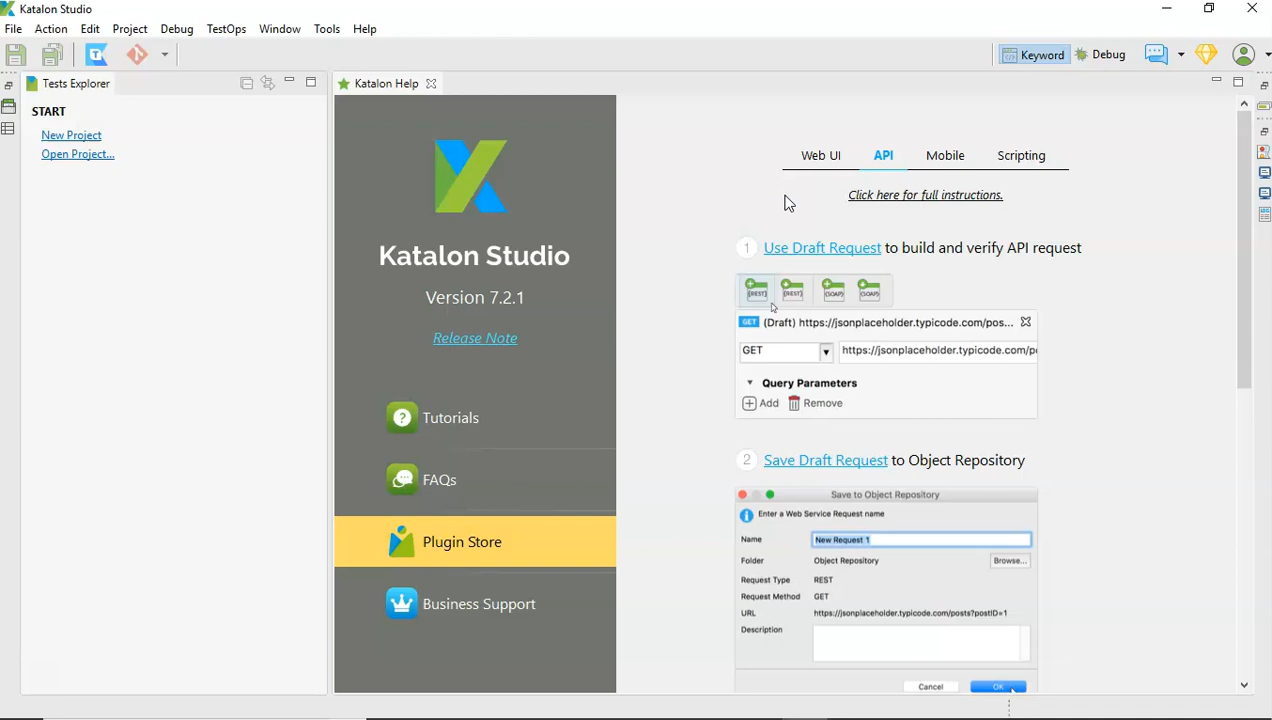 Katalon Studio
File Action Edit Project Debug TestOps Window Tools Help
Keyword Debug
Tests Explorer
START
New Project
Open Project...
Katalon Help
Katalon Studio
Version 7.2.1
Release Note
Tutorials
FAQs
Plugin Store
Business Support
Web UI API Mobile Scripting
Click here for full instructions.
1 Use Draft Request to build and verify API request
{REST} {REST} {SOAP} {SOAP}
GET (Draft) https://jsonplaceholder.typicode.com/pos...
GET https://jsonplaceholder.typicode.com/p
Query Parameters
Add Remove
2 Save Draft Request to Object Repository
Save to Object Repository
Enter a Web Service Request name
Name New Request 1
Folder Object Repository Browse...
Request Type REST
Request Method GET
URL https://jsonplaceholder.typicode.com/posts?postID=1
Description
Cancel OK